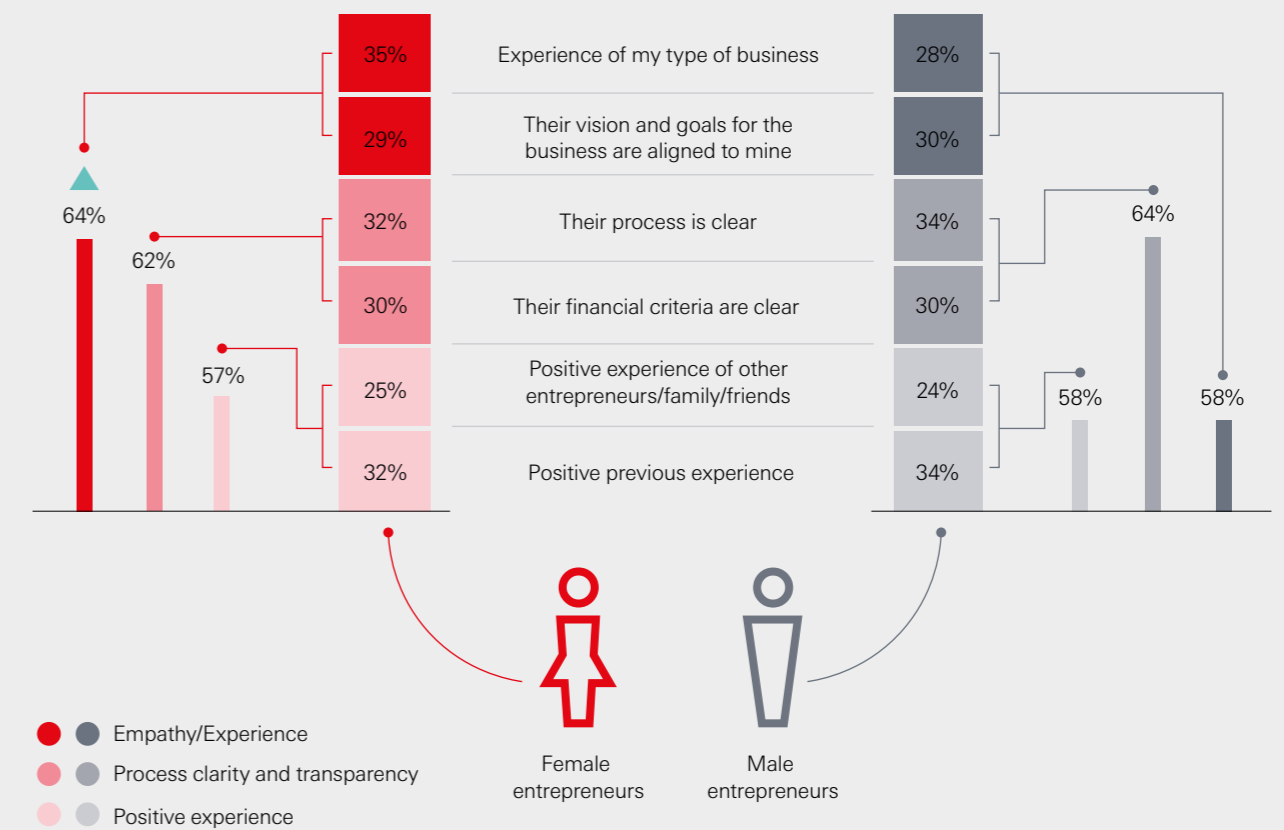 35%
Experience of my type of business
28%
29%
Their vision and goals for the
business are aligned to mine
30%
64%
32%
Their process is clear
34%
64%
62%
30%
Their financial criteria are clear
30%
57%
25%
Positive experience of other
entrepreneurs/family/friends
24%
58%
58%
32%
Positive previous experience
34%
Empathy/Experience
Process clarity and transparency
Positive experience
Female
entrepreneurs
Male
entrepreneurs